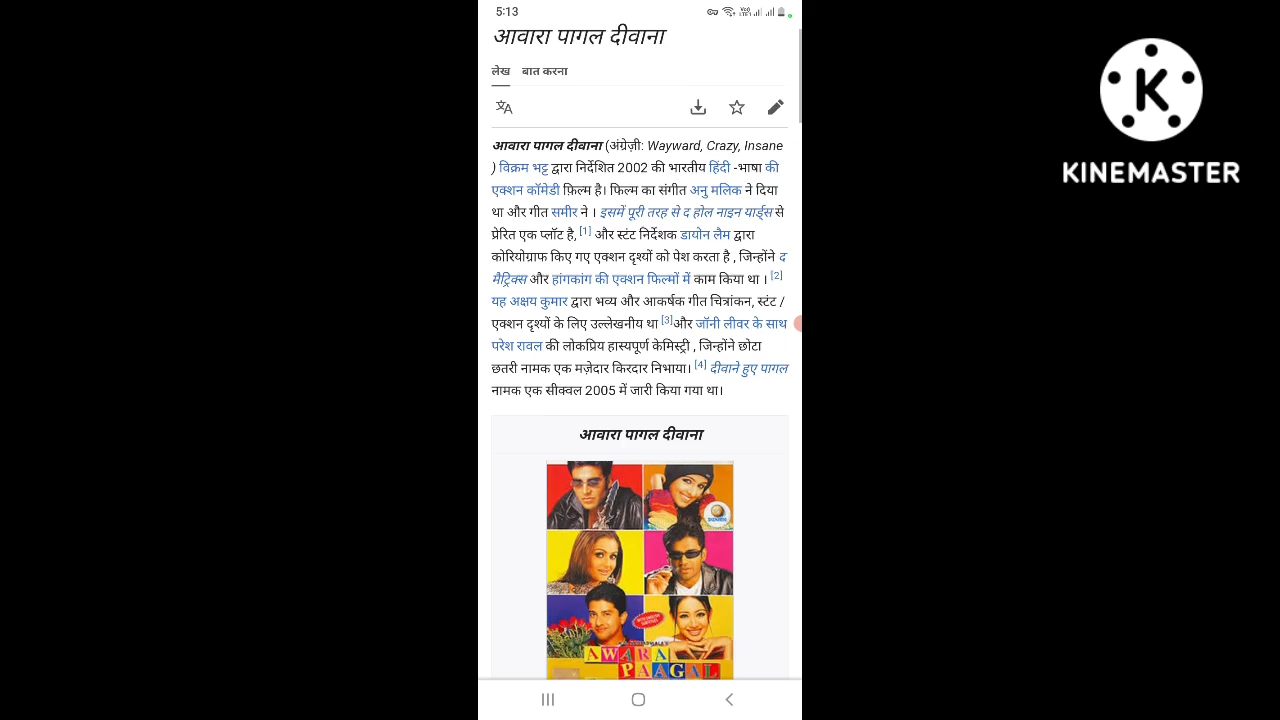 5:13
आवारा पागल दीवाना
लेख बात करना
आवारा पागल दीवाना (अंग्रेज़ी: Wayward, Crazy, Insane
) विक्रम भट्ट द्वारा निर्देशित 2002 की भारतीय हिंदी -भाषा की
एक्शन कॉमेडी फ़िल्म है। फिल्म का संगीत अनु मलिक ने दिया
था और गीत समीर ने । इसमें पूरी तरह से द होल नाइन यार्ड्स से
प्रेरित एक प्लॉट है, [1] और स्टंट निर्देशक डायोन लैम द्वारा
कोरियोग्राफ किए गए एक्शन दृश्यों को पेश करता है , जिन्होंने द
मैट्रिक्स और हांगकांग की एक्शन फिल्मों में काम किया था । [2]
यह अक्षय कुमार द्वारा भव्य और आकर्षक गीत चित्रांकन, स्टंट /
एक्शन दृश्यों के लिए उल्लेखनीय था [3]और जॉनी लीवर के साथ
परेश रावल की लोकप्रिय हास्यपूर्ण केमिस्ट्री , जिन्होंने छोटा
छतरी नामक एक मज़ेदार किरदार निभाया। [4] दीवाने हुए पागल
नामक एक सीक्वल 2005 में जारी किया गया था।
आवारा पागल दीवाना
AWARA
PAAGAL
K
KINEMASTER